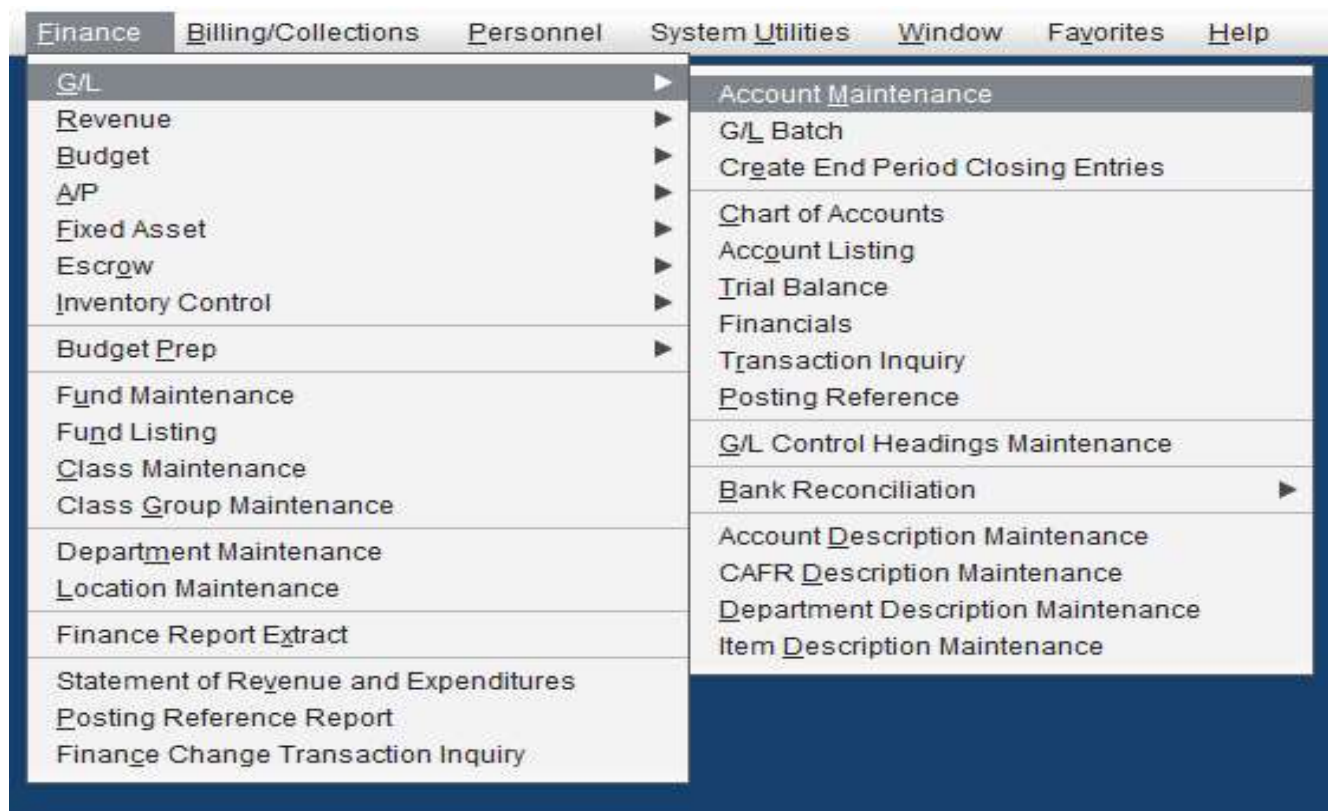 Finance Billing/Collections Personnel System Utilities Window Favorites Help
G/L
Revenue
Budget
A/P
Fixed Asset
Escrow
Inventory Control
Budget Prep
Fund Maintenance
Fund Listing
Class Maintenance
Class Group Maintenance
Department Maintenance
Location Maintenance
Finance Report Extract
Statement of Revenue and Expenditures
Posting Reference Report
Finance Change Transaction Inquiry
Account Maintenance
G/L Batch
Create End Period Closing Entries
Chart of Accounts
Account Listing
Trial Balance
Financials
Transaction Inquiry
Posting Reference
G/L Control Headings Maintenance
Bank Reconciliation
Account Description Maintenance
CAFR Description Maintenance
Department Description Maintenance
Item Description Maintenance